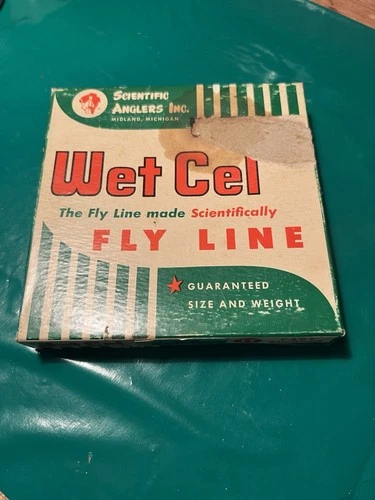 SCIENTIFIC
ANGLERS INC.
MIDLAND, MICHIGAN
Wet Cel
The Fly Line made Scientifically
FLY LINE
GUARANTEED
SIZE AND WEIGHT